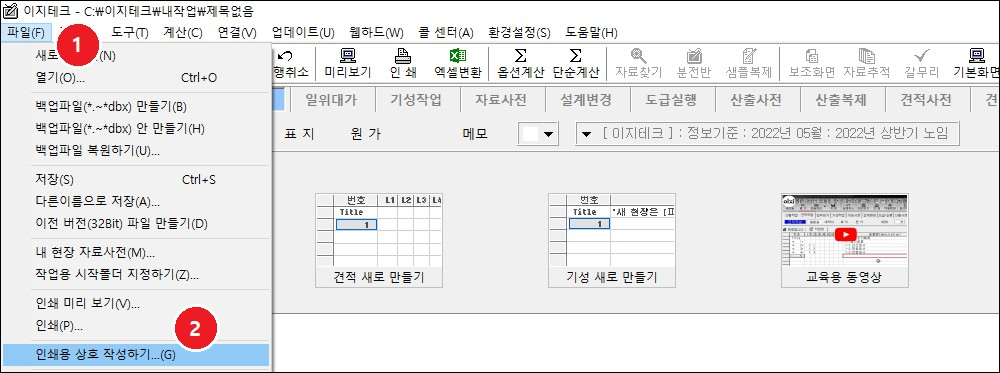 이지테크 - C:\이지테크\내작업\제목없음
파일(F) 도구(T) 계산(C) 연결(V) 업데이트(U) 웹하드(W) 콜 센터(A) 환경설정(S) 도움말(H)
1
새로 (N)
열기(O)... Ctrl+O
백업파일(*.~*dbx) 만들기(B)
백업파일(*.~*dbx) 안 만들기(H)
백업파일 복원하기(U)...
저장(S) Ctrl+S
다른이름으로 저장(A)...
이전 버전(32Bit) 파일 만들기(D)
내 현장 자료사전(M)...
작업용 시작폴더 지정하기(Z)...
인쇄 미리 보기(V)...
인쇄(P)...
2
인쇄용 상호 작성하기...(G)
행취소 미리보기 인 쇄 엑셀변환 옵션계산 단순계산 자료찾기 분전반 샘플복제 보조화면 자료추적 갈무리 기본화면
일위대가 기성작업 자료사전 설계변경 도급실행 산출사전 산출복제 견적사전 견
표 지 원 가 메모 [ 이지테크 ] : 정보기준 : 2022년 05월 : 2022년 상반기 노임
번호 L1 L2 L3 L4
Title
1
견적 새로 만들기
번호
Title *새 현장은 [프
1
기성 새로 만들기
교육용 동영상